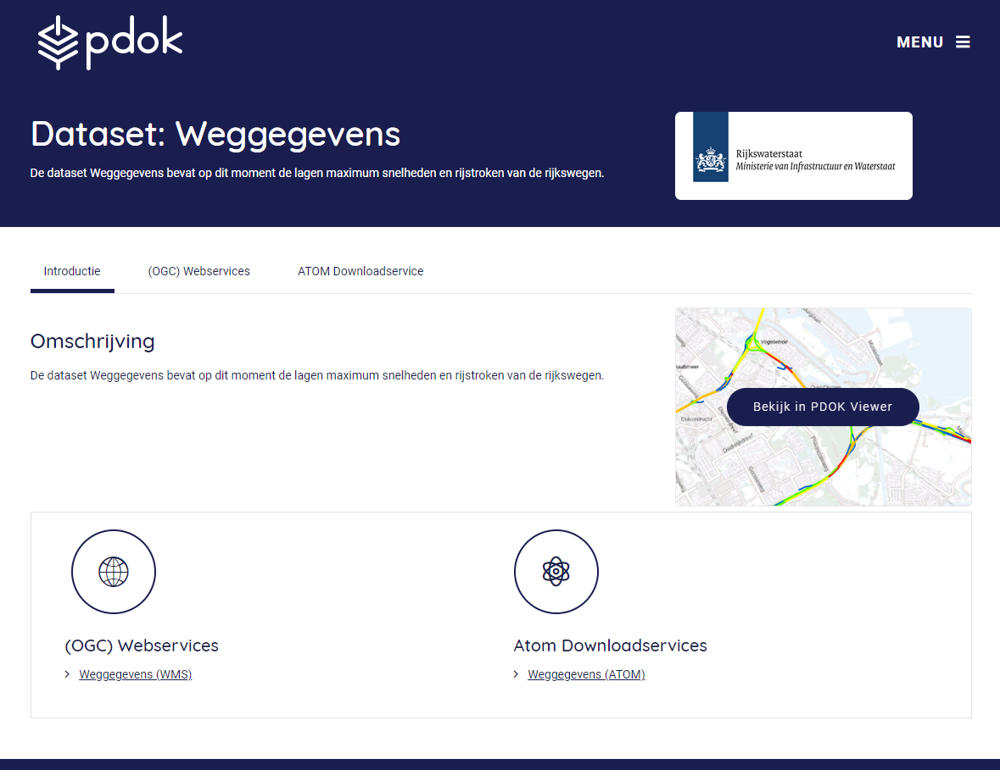 pdok
MENU
Dataset: Weggegevens
De dataset Weggegevens bevat op dit moment de lagen maximum snelheden en rijstroken van de rijkswegen.
Rijkswaterstaat
Ministerie van Infrastructuur en Waterstaat
Introductie
(OGC) Webservices
ATOM Downloadservice
Omschrijving
De dataset Weggegevens bevat op dit moment de lagen maximum snelheden en rijstroken van de rijkswegen.
Vogelweide
Bekijk in PDOK Viewer
Gooiseweg
Provincialeweg
(OGC) Webservices
Weggegevens (WMS)
Atom Downloadservices
Weggegevens (ATOM)